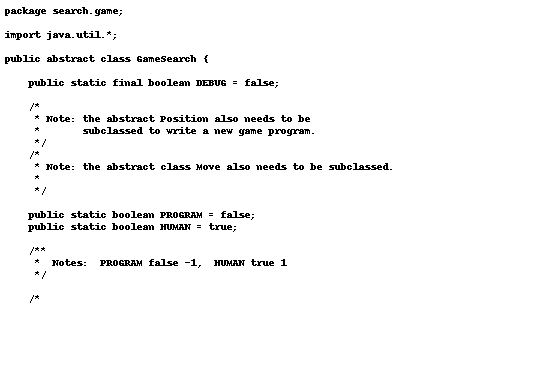 package search.game;
import java.util.*;
public abstract class GameSearch {
    public static final boolean DEBUG = false;
    /*
     * Note: the abstract Position also needs to be
     *       subclassed to write a new game program.
     */
    /*
     * Note: the abstract class Move also needs to be subclassed.
     *
     */
    public static boolean PROGRAM = false;
    public static boolean HUMAN = true;
    /**
     *  Notes:  PROGRAM false -1,  HUMAN true 1
     */
    /*